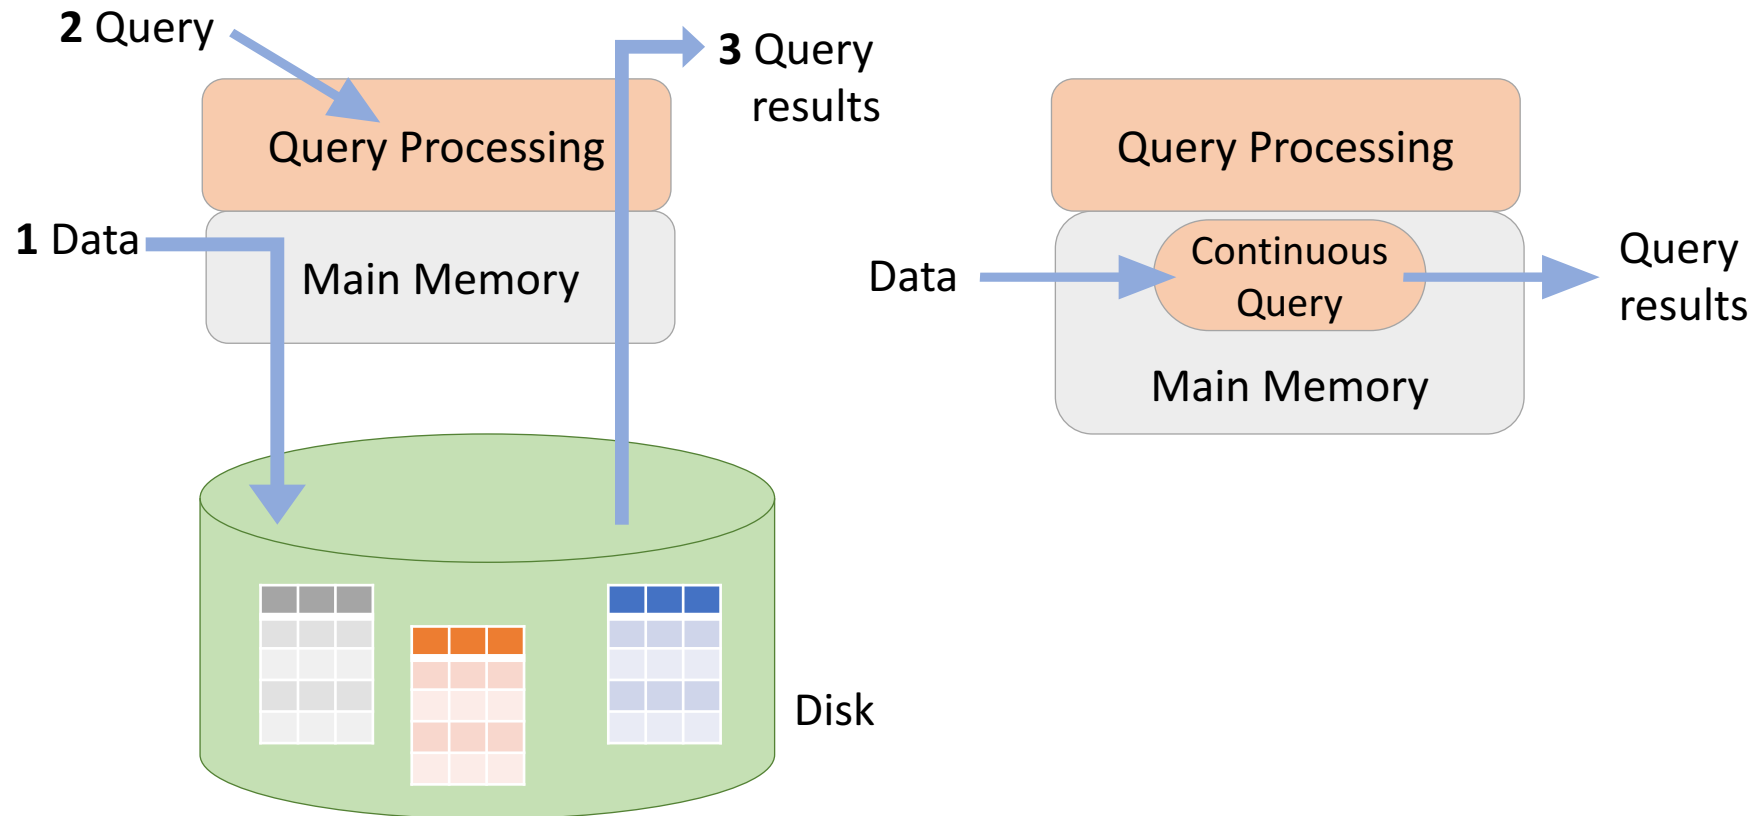 2 Query
3 Query
results
Query Processing
1 Data
Main Memory
Disk
Query Processing
Data
Continuous
Query
Query
results
Main Memory